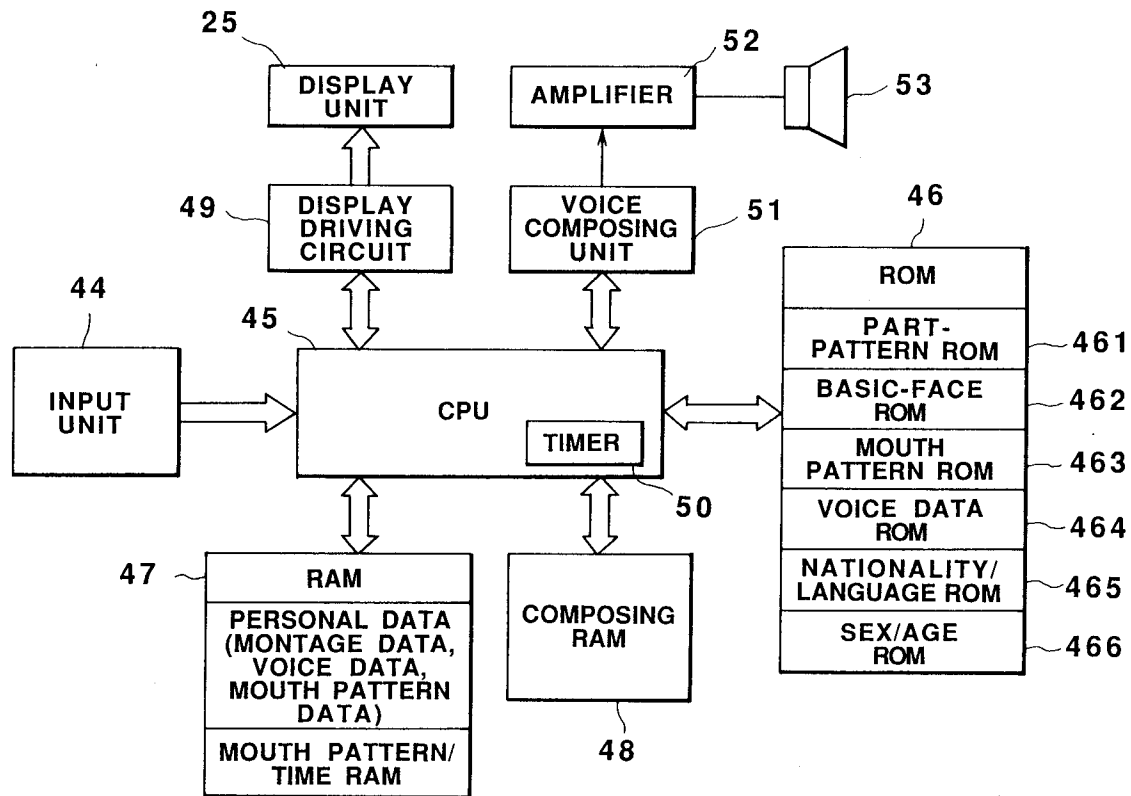 25
DISPLAY
UNIT
52
AMPLIFIER
53
49
DISPLAY
DRIVING
CIRCUIT
VOICE
COMPOSING
UNIT
51
46
ROM
PART-
PATTERN ROM
461
BASIC-FACE
ROM
462
MOUTH
PATTERN ROM
463
VOICE DATA
ROM
464
NATIONALITY/
LANGUAGE ROM
465
SEX/AGE
ROM
466
44
INPUT
UNIT
45
CPU
TIMER
50
47
RAM
PERSONAL DATA
(MONTAGE DATA,
VOICE DATA,
MOUTH PATTERN
DATA)
MOUTH PATTERN/
TIME RAM
COMPOSING
RAM
48